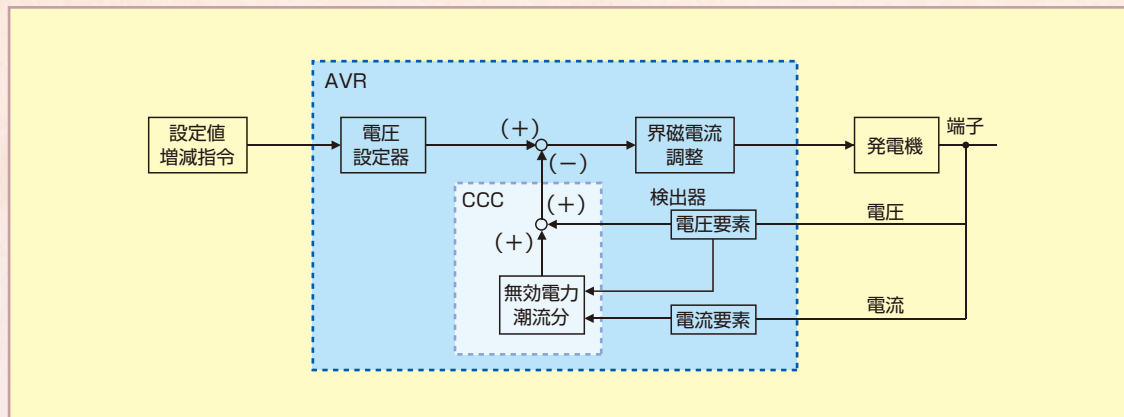 AVR
設定値
増減指令
電圧
設定器
(+)
(−)
界磁電流
調整
発電機
端子
CCC
(+)
(+)
検出器
電圧要素
電圧
無効電力
潮流分
電流要素
電流